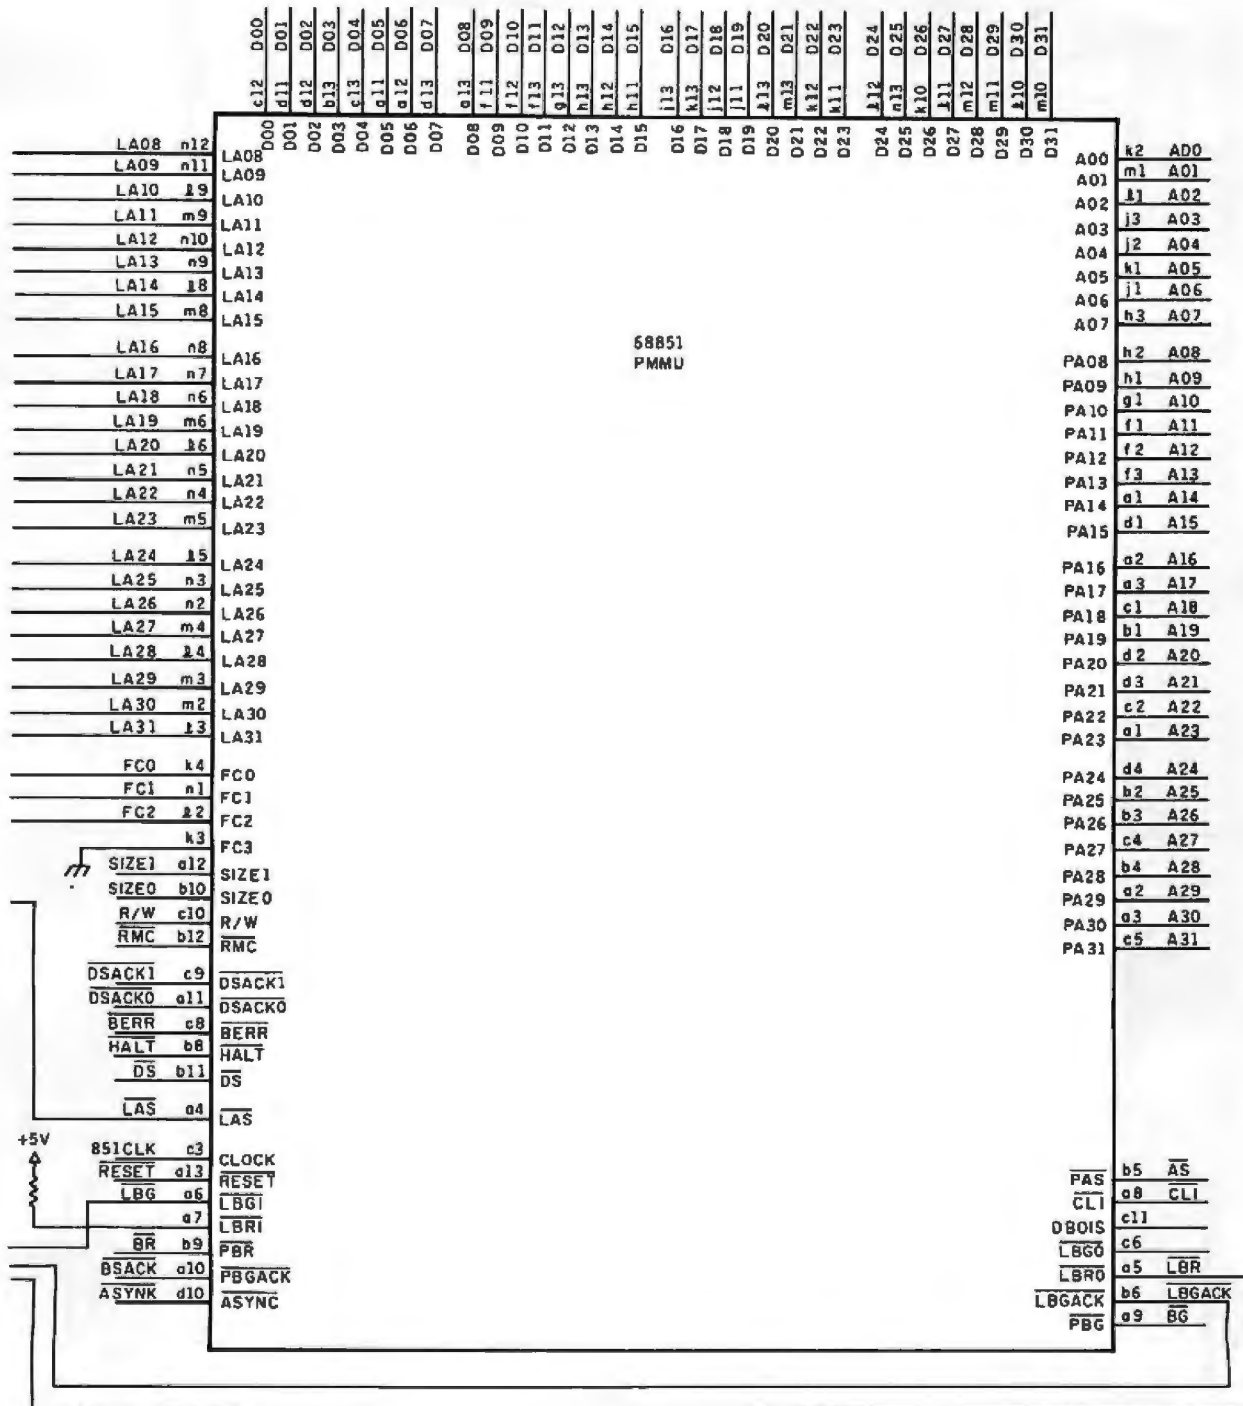 D00 D01 D02 D03 D04 D05 D06 D07 D08 D09 D10 D11 D12 D13 D14 D15 D16 D17 D18 D19 D20 D21 D22 D23 D24 D25 D26 D27 D28 D29 D30 D31
c12 d11 d12 b13 c13 a11 a12 d13 a13 f11 f12 f13 g13 h13 h12 h11 j13 k13 j12 j11 l13 m13 k12 k11 l12 n13 k10 l11 m12 m11 l10 m10
D00 D01 D02 D03 D04 D05 D06 D07 D08 D09 D10 D11 D12 D13 D14 D15 D16 D17 D18 D19 D20 D21 D22 D23 D24 D25 D26 D27 D28 D29 D30 D31
68851
PMMU
LA08 n12 LA08
LA09 n11 LA09
LA10 l9 LA10
LA11 m9 LA11
LA12 n10 LA12
LA13 n9 LA13
LA14 l8 LA14
LA15 m8 LA15
LA16 n8 LA16
LA17 n7 LA17
LA18 n6 LA18
LA19 m6 LA19
LA20 l6 LA20
LA21 n5 LA21
LA22 n4 LA22
LA23 m5 LA23
LA24 l5 LA24
LA25 n3 LA25
LA26 n2 LA26
LA27 m4 LA27
LA28 l4 LA28
LA29 m3 LA29
LA30 m2 LA30
LA31 l3 LA31
FC0 k4 FC0
FC1 n1 FC1
FC2 l2 FC2
k3 FC3
SIZE1 a12 SIZE1
SIZE0 b10 SIZE0
R/W c10 R/W
RMC b12 RMC
DSACK1 c9 DSACK1
DSACK0 a11 DSACK0
BERR c8 BERR
HALT b8 HALT
DS b11 DS
LAS a4 LAS
+5V
851CLK c3 CLOCK
RESET a13 RESET
LBG a6 LBGI
a7 LBRI
BR b9 PBR
BSACK a10 PBGACK
ASYNK d10 ASYNC
A00 k2 AD0
A01 m1 A01
A02 l1 A02
A03 j3 A03
A04 j2 A04
A05 k1 A05
A06 j1 A06
A07 h3 A07
PA08 h2 A08
PA09 h1 A09
PA10 g1 A10
PA11 f1 A11
PA12 f2 A12
PA13 f3 A13
PA14 a1 A14
PA15 d1 A15
PA16 a2 A16
PA17 a3 A17
PA18 c1 A18
PA19 b1 A19
PA20 d2 A20
PA21 d3 A21
PA22 c2 A22
PA23 a1 A23
PA24 d4 A24
PA25 b2 A25
PA26 b3 A26
PA27 c4 A27
PA28 b4 A28
PA29 a2 A29
PA30 a3 A30
PA31 c5 A31
PAS b5 AS
CLI a8 CLI
DBDIS c11
LBGO c6
LBRO a5 LBR
LBGACK b6 LBGACK
PBG a9 BG